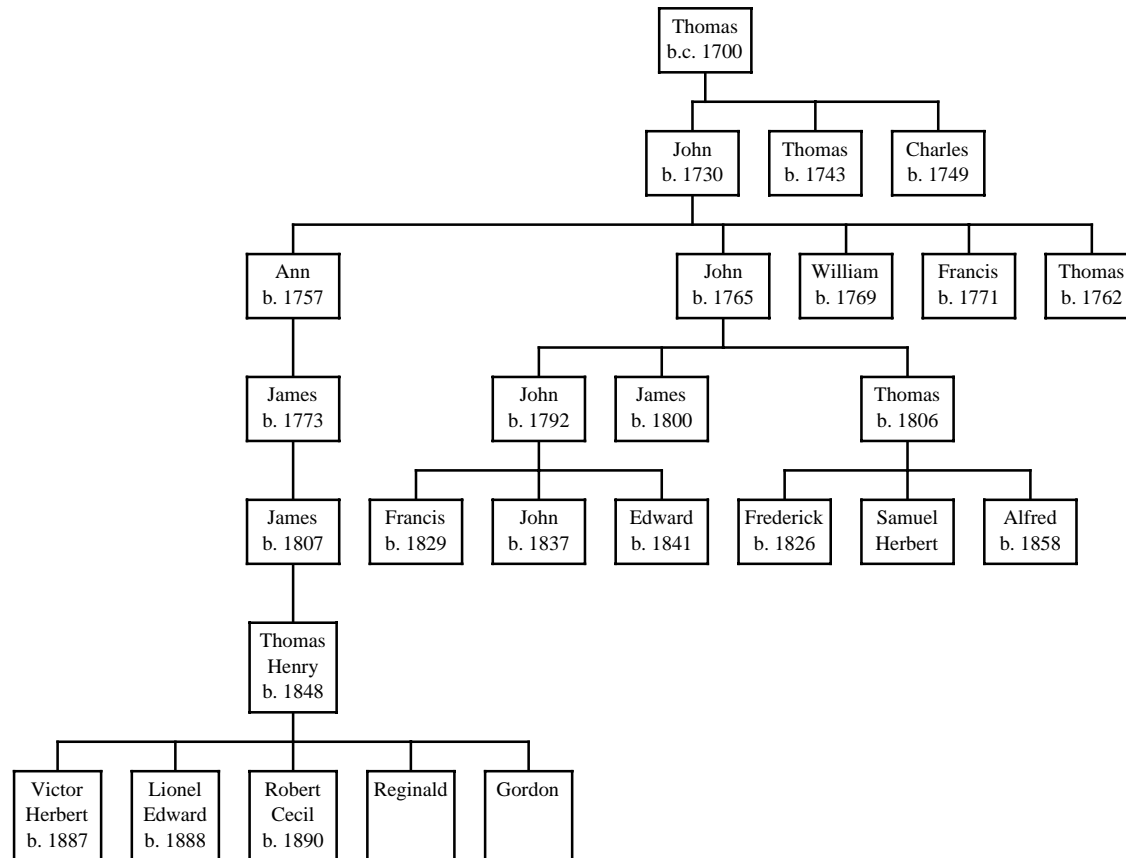 Thomas
b.c. 1700
John
b. 1730
Thomas
b. 1743
Charles
b. 1749
Ann
b. 1757
John
b. 1765
William
b. 1769
Francis
b. 1771
Thomas
b. 1762
James
b. 1773
John
b. 1792
James
b. 1800
Thomas
b. 1806
James
b. 1807
Francis
b. 1829
John
b. 1837
Edward
b. 1841
Frederick
b. 1826
Samuel
Herbert
Alfred
b. 1858
Thomas
Henry
b. 1848
Victor
Herbert
b. 1887
Lionel
Edward
b. 1888
Robert
Cecil
b. 1890
Reginald
Gordon